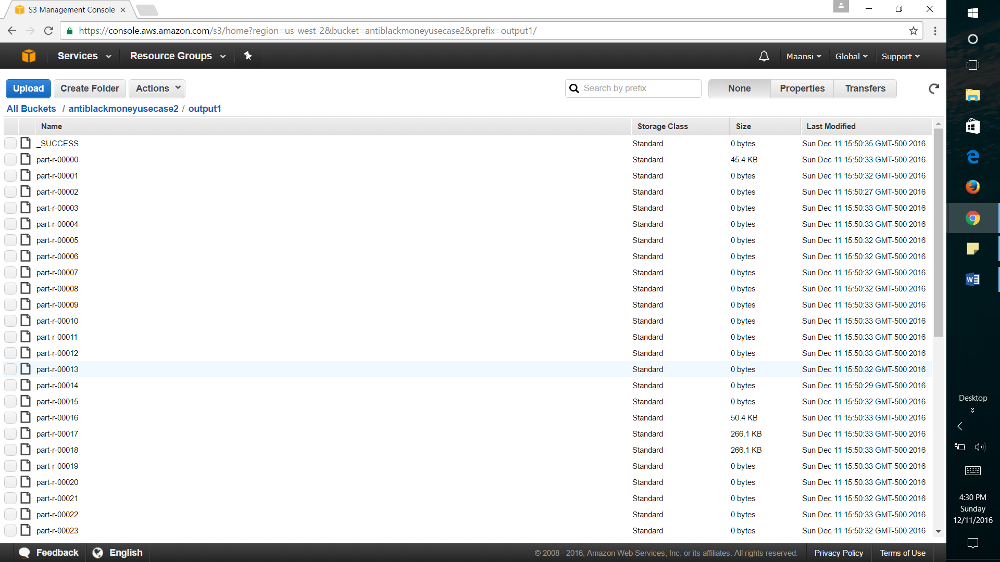 S3 Management Console
https://console.aws.amazon.com/s3/home?region=us-west-2&bucket=antiblackmoneyusecase2&prefix=output1/
Services Resource Groups Maansi Global Support
Upload Create Folder Actions Search by prefix None Properties Transfers
All Buckets / antiblackmoneyusecase2 / output1
Name Storage Class Size Last Modified
_SUCCESS Standard 0 bytes Sun Dec 11 15:50:35 GMT-500 2016
part-r-00000 Standard 45.4 KB Sun Dec 11 15:50:33 GMT-500 2016
part-r-00001 Standard 0 bytes Sun Dec 11 15:50:32 GMT-500 2016
part-r-00002 Standard 0 bytes Sun Dec 11 15:50:27 GMT-500 2016
part-r-00003 Standard 0 bytes Sun Dec 11 15:50:33 GMT-500 2016
part-r-00004 Standard 0 bytes Sun Dec 11 15:50:33 GMT-500 2016
part-r-00005 Standard 0 bytes Sun Dec 11 15:50:32 GMT-500 2016
part-r-00006 Standard 0 bytes Sun Dec 11 15:50:32 GMT-500 2016
part-r-00007 Standard 0 bytes Sun Dec 11 15:50:32 GMT-500 2016
part-r-00008 Standard 0 bytes Sun Dec 11 15:50:32 GMT-500 2016
part-r-00009 Standard 0 bytes Sun Dec 11 15:50:33 GMT-500 2016
part-r-00010 Standard 0 bytes Sun Dec 11 15:50:33 GMT-500 2016
part-r-00011 Standard 0 bytes Sun Dec 11 15:50:33 GMT-500 2016
part-r-00012 Standard 0 bytes Sun Dec 11 15:50:33 GMT-500 2016
part-r-00013 Standard 0 bytes Sun Dec 11 15:50:32 GMT-500 2016
part-r-00014 Standard 0 bytes Sun Dec 11 15:50:29 GMT-500 2016
part-r-00015 Standard 0 bytes Sun Dec 11 15:50:32 GMT-500 2016
part-r-00016 Standard 50.4 KB Sun Dec 11 15:50:33 GMT-500 2016
part-r-00017 Standard 266.1 KB Sun Dec 11 15:50:33 GMT-500 2016
part-r-00018 Standard 266.1 KB Sun Dec 11 15:50:33 GMT-500 2016
part-r-00019 Standard 0 bytes Sun Dec 11 15:50:33 GMT-500 2016
part-r-00020 Standard 0 bytes Sun Dec 11 15:50:33 GMT-500 2016
part-r-00021 Standard 0 bytes Sun Dec 11 15:50:32 GMT-500 2016
part-r-00022 Standard 0 bytes Sun Dec 11 15:50:33 GMT-500 2016
part-r-00023 Standard 0 bytes Sun Dec 11 15:50:32 GMT-500 2016
Feedback English © 2008 - 2016, Amazon Web Services, Inc. or its affiliates. All rights reserved. Privacy Policy Terms of Use
Desktop
4:30 PM
Sunday
12/11/2016